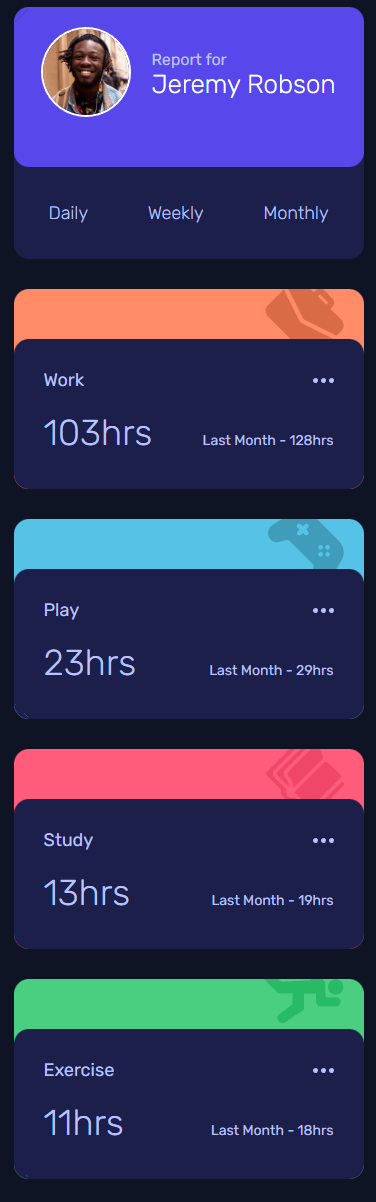 Report for
Jeremy Robson
Daily Weekly Monthly
Work
103hrs Last Month - 128hrs
Play
23hrs Last Month - 29hrs
Study
13hrs Last Month - 19hrs
Exercise
11hrs Last Month - 18hrs